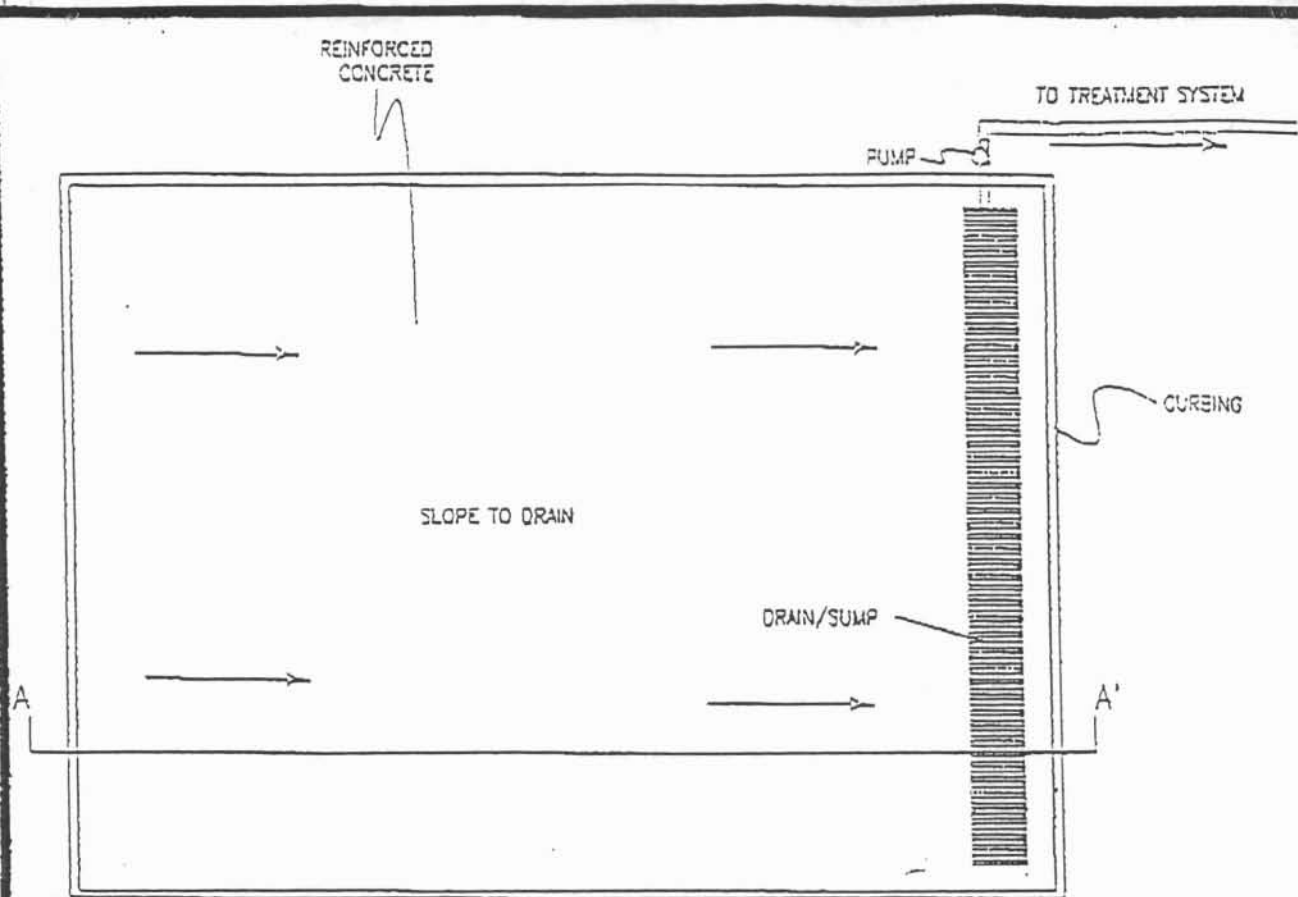 REINFORCED
CONCRETE
TO TREATMENT SYSTEM
PUMP
CURBING
SLOPE TO DRAIN
DRAIN/SUMP
A
A'